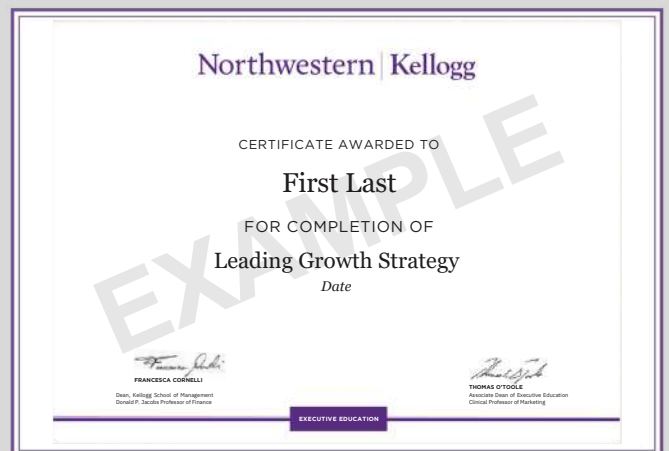 Northwestern | Kellogg
CERTIFICATE AWARDED TO
First Last
FOR COMPLETION OF
Leading Growth Strategy
Date
EXAMPLE
FRANCESCA CORNELLI
Dean, Kellogg School of Management
Donald P. Jacobs Professor of Finance
THOMAS O'TOOLE
Associate Dean of Executive Education
Clinical Professor of Marketing
EXECUTIVE EDUCATION